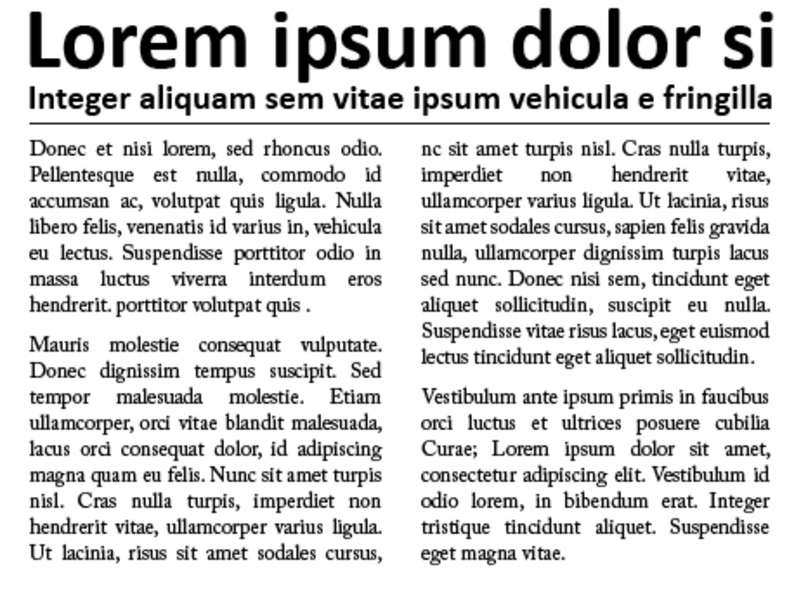 Lorem ipsum dolor si
Integer aliquam sem vitae ipsum vehicula e fringilla
Donec et nisi lorem, sed rhoncus odio.
Pellentesque est nulla, commodo id
accumsan ac, volutpat quis ligula. Nulla
libero felis, venenatis id varius in, vehicula
eu lectus. Suspendisse porttitor odio in
massa luctus viverra interdum eros
hendrerit. porttitor volutpat quis .
Mauris molestie consequat vulputate.
Donec dignissim tempus suscipit. Sed
tempor malesuada molestie. Etiam
ullamcorper, orci vitae blandit malesuada,
lacus orci consequat dolor, id adipiscing
magna quam eu felis. Nunc sit amet turpis
nisl. Cras nulla turpis, imperdiet non
hendrerit vitae, ullamcorper varius ligula.
Ut lacinia, risus sit amet sodales cursus,
nc sit amet turpis nisl. Cras nulla turpis,
imperdiet non hendrerit vitae,
ullamcorper varius ligula. Ut lacinia, risus
sit amet sodales cursus, sapien felis gravida
nulla, ullamcorper dignissim turpis lacus
sed nunc. Donec nisi sem, tincidunt eget
aliquet sollicitudin, suscipit eu nulla.
Suspendisse vitae risus lacus, eget euismod
lectus tincidunt eget aliquet sollicitudin.
Vestibulum ante ipsum primis in faucibus
orci luctus et ultrices posuere cubilia
Curae; Lorem ipsum dolor sit amet,
consectetur adipiscing elit. Vestibulum id
odio lorem, in bibendum erat. Integer
tristique tincidunt aliquet. Suspendisse
eget magna vitae.